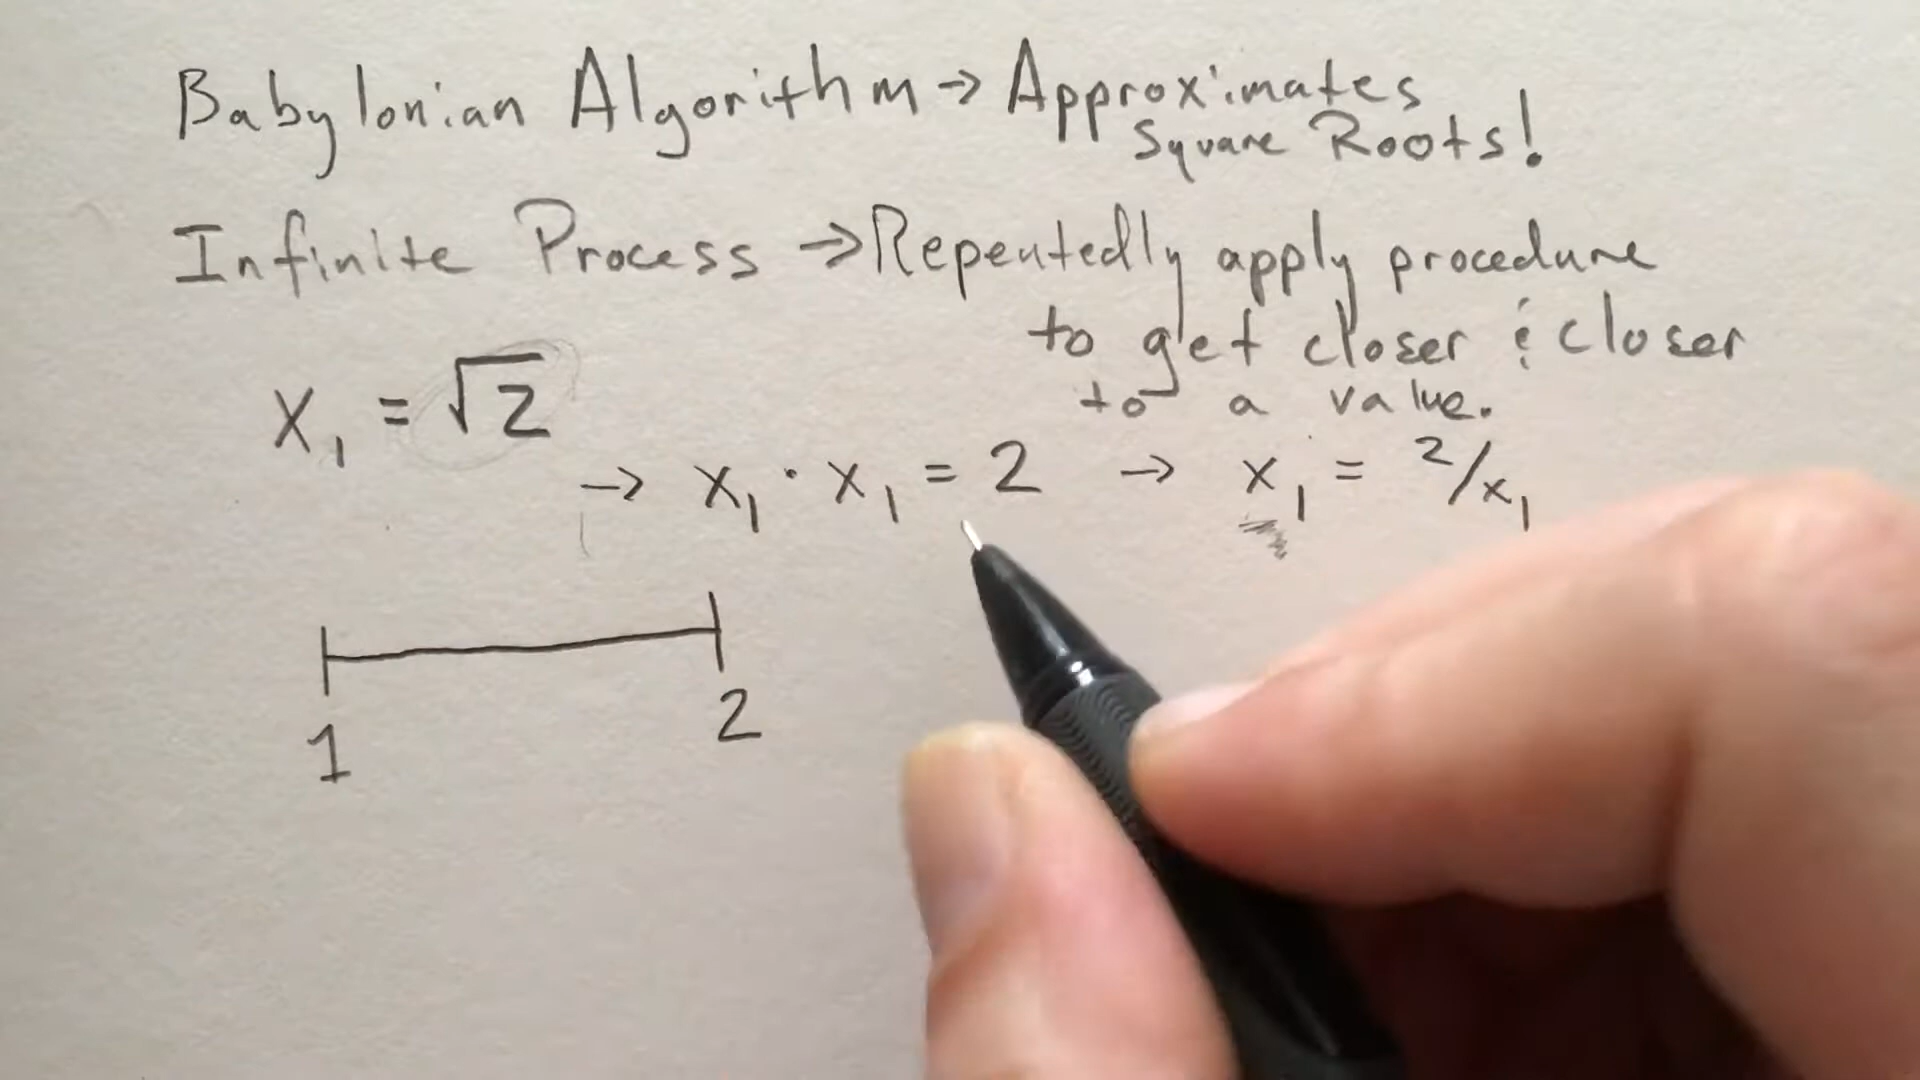 Babylonian Algorithm → Approximates
Square Roots!
Infinite Process → Repeatedly apply procedure
to get closer & closer
to a value.
x₁ = √2
→ x₁ · x₁ = 2 → x₁ = 2/x₁
1 2